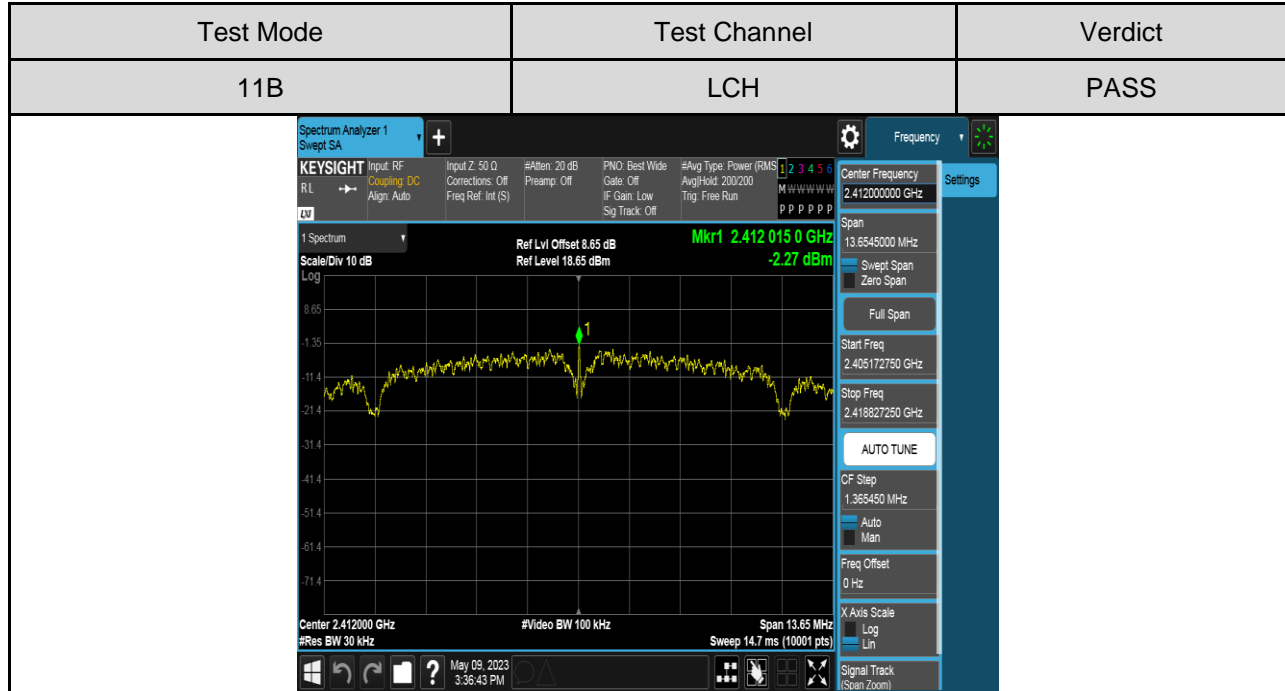 Test Mode Test Channel Verdict
11B LCH PASS
Spectrum Analyzer 1
Swept SA
+
Frequency
KEYSIGHT
RL
LXI
Input: RF
Coupling: DC
Align: Auto
Input Z: 50 Ω
Corrections: Off
Freq Ref: Int (S)
#Atten: 20 dB
Preamp: Off
PNO: Best Wide
Gate: Off
IF Gain: Low
Sig Track: Off
#Avg Type: Power (RMS
Avg|Hold: 200/200
Trig: Free Run
1 2 3 4 5 6
M W W W W W
P P P P P P
1 Spectrum
Scale/Div 10 dB
Ref Lvl Offset 8.65 dB
Ref Level 18.65 dBm
Mkr1 2.412 015 0 GHz
-2.27 dBm
Log
8.65
-1.35
-11.4
-21.4
-31.4
-41.4
-51.4
-61.4
-71.4
1
Center 2.412000 GHz
#Res BW 30 kHz
#Video BW 100 kHz
Span 13.65 MHz
Sweep 14.7 ms (10001 pts)
Center Frequency
2.412000000 GHz
Settings
Span
13.6545000 MHz
Swept Span
Zero Span
Full Span
Start Freq
2.405172750 GHz
Stop Freq
2.418827250 GHz
AUTO TUNE
CF Step
1.365450 MHz
Auto
Man
Freq Offset
0 Hz
X Axis Scale
Log
Lin
Signal Track
(Span Zoom)
?
May 09, 2023
3:36:43 PM